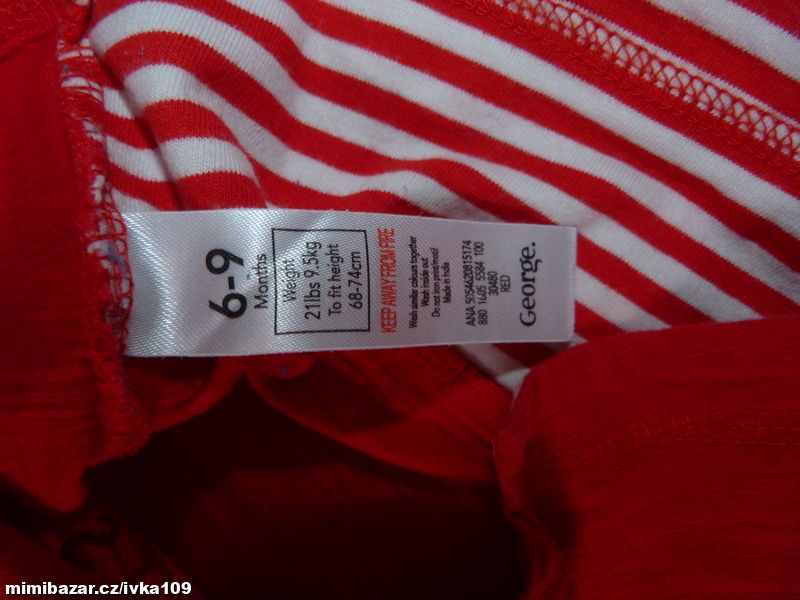 6-9
Months
Weight
21lbs 9.5kg
To fit height
68-74cm
KEEP AWAY FROM FIRE
Wash similar colours together
Wash inside out
Do not iron print/motif
Made in India
ANA 5054620815174
880 1605 5584 100
30480
RED
George.
mimibazar.cz/ivka109